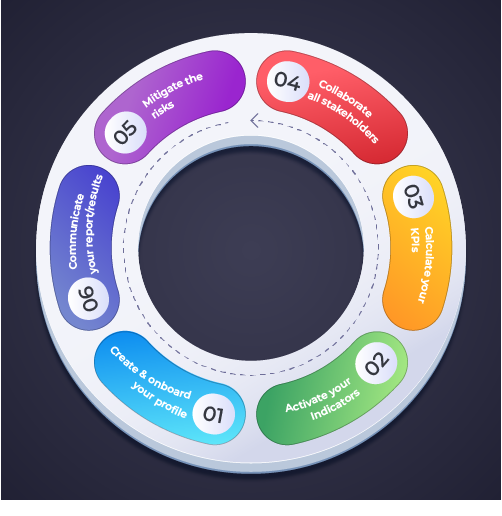 01
Create & onboard
your profile
02
Activate your
Indicators
03
Calculate your
KPIs
04
Collaborate
all stakeholders
05
Mitigate the
risks
06
Communicate
your report/results